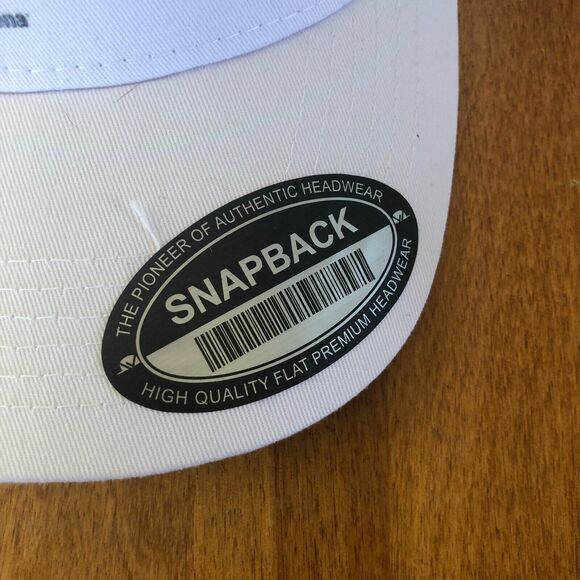 THE PIONEER OF AUTHENTIC HEADWEAR
SNAPBACK
HIGH QUALITY FLAT PREMIUM HEADWEAR